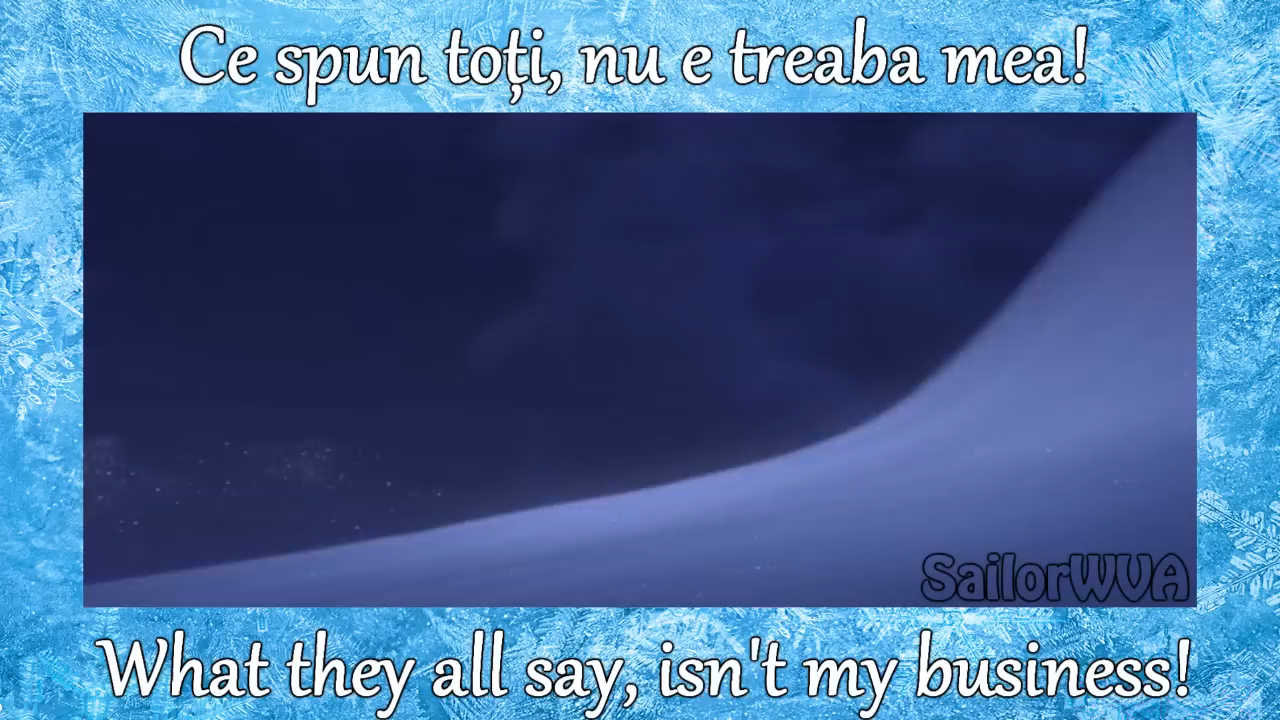 Ce spun toți, nu e treaba mea!
SailorWVA
What they all say, isn't my business!